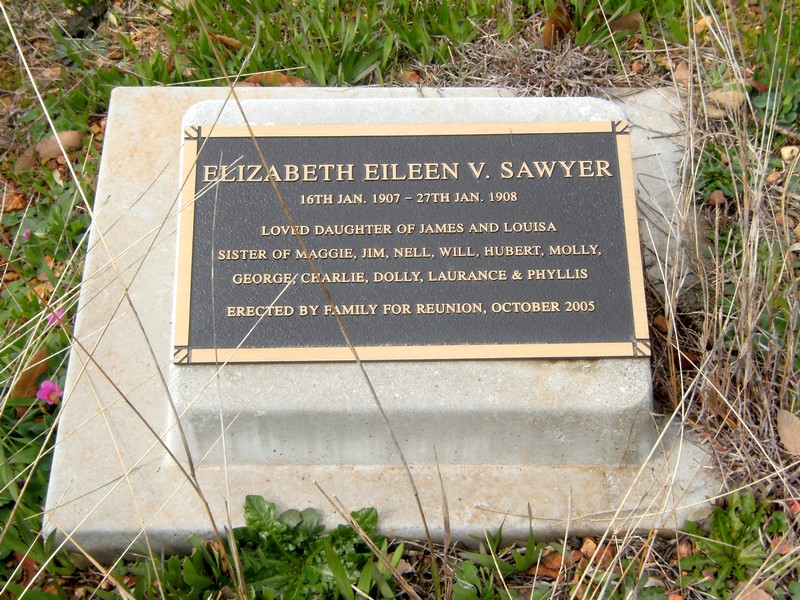 ELIZABETH EILEEN V. SAWYER
16TH JAN. 1907 – 27TH JAN. 1908
LOVED DAUGHTER OF JAMES AND LOUISA
SISTER OF MAGGIE, JIM, NELL, WILL, HUBERT, MOLLY,
GEORGE, CHARLIE, DOLLY, LAURANCE & PHYLLIS
ERECTED BY FAMILY FOR REUNION, OCTOBER 2005